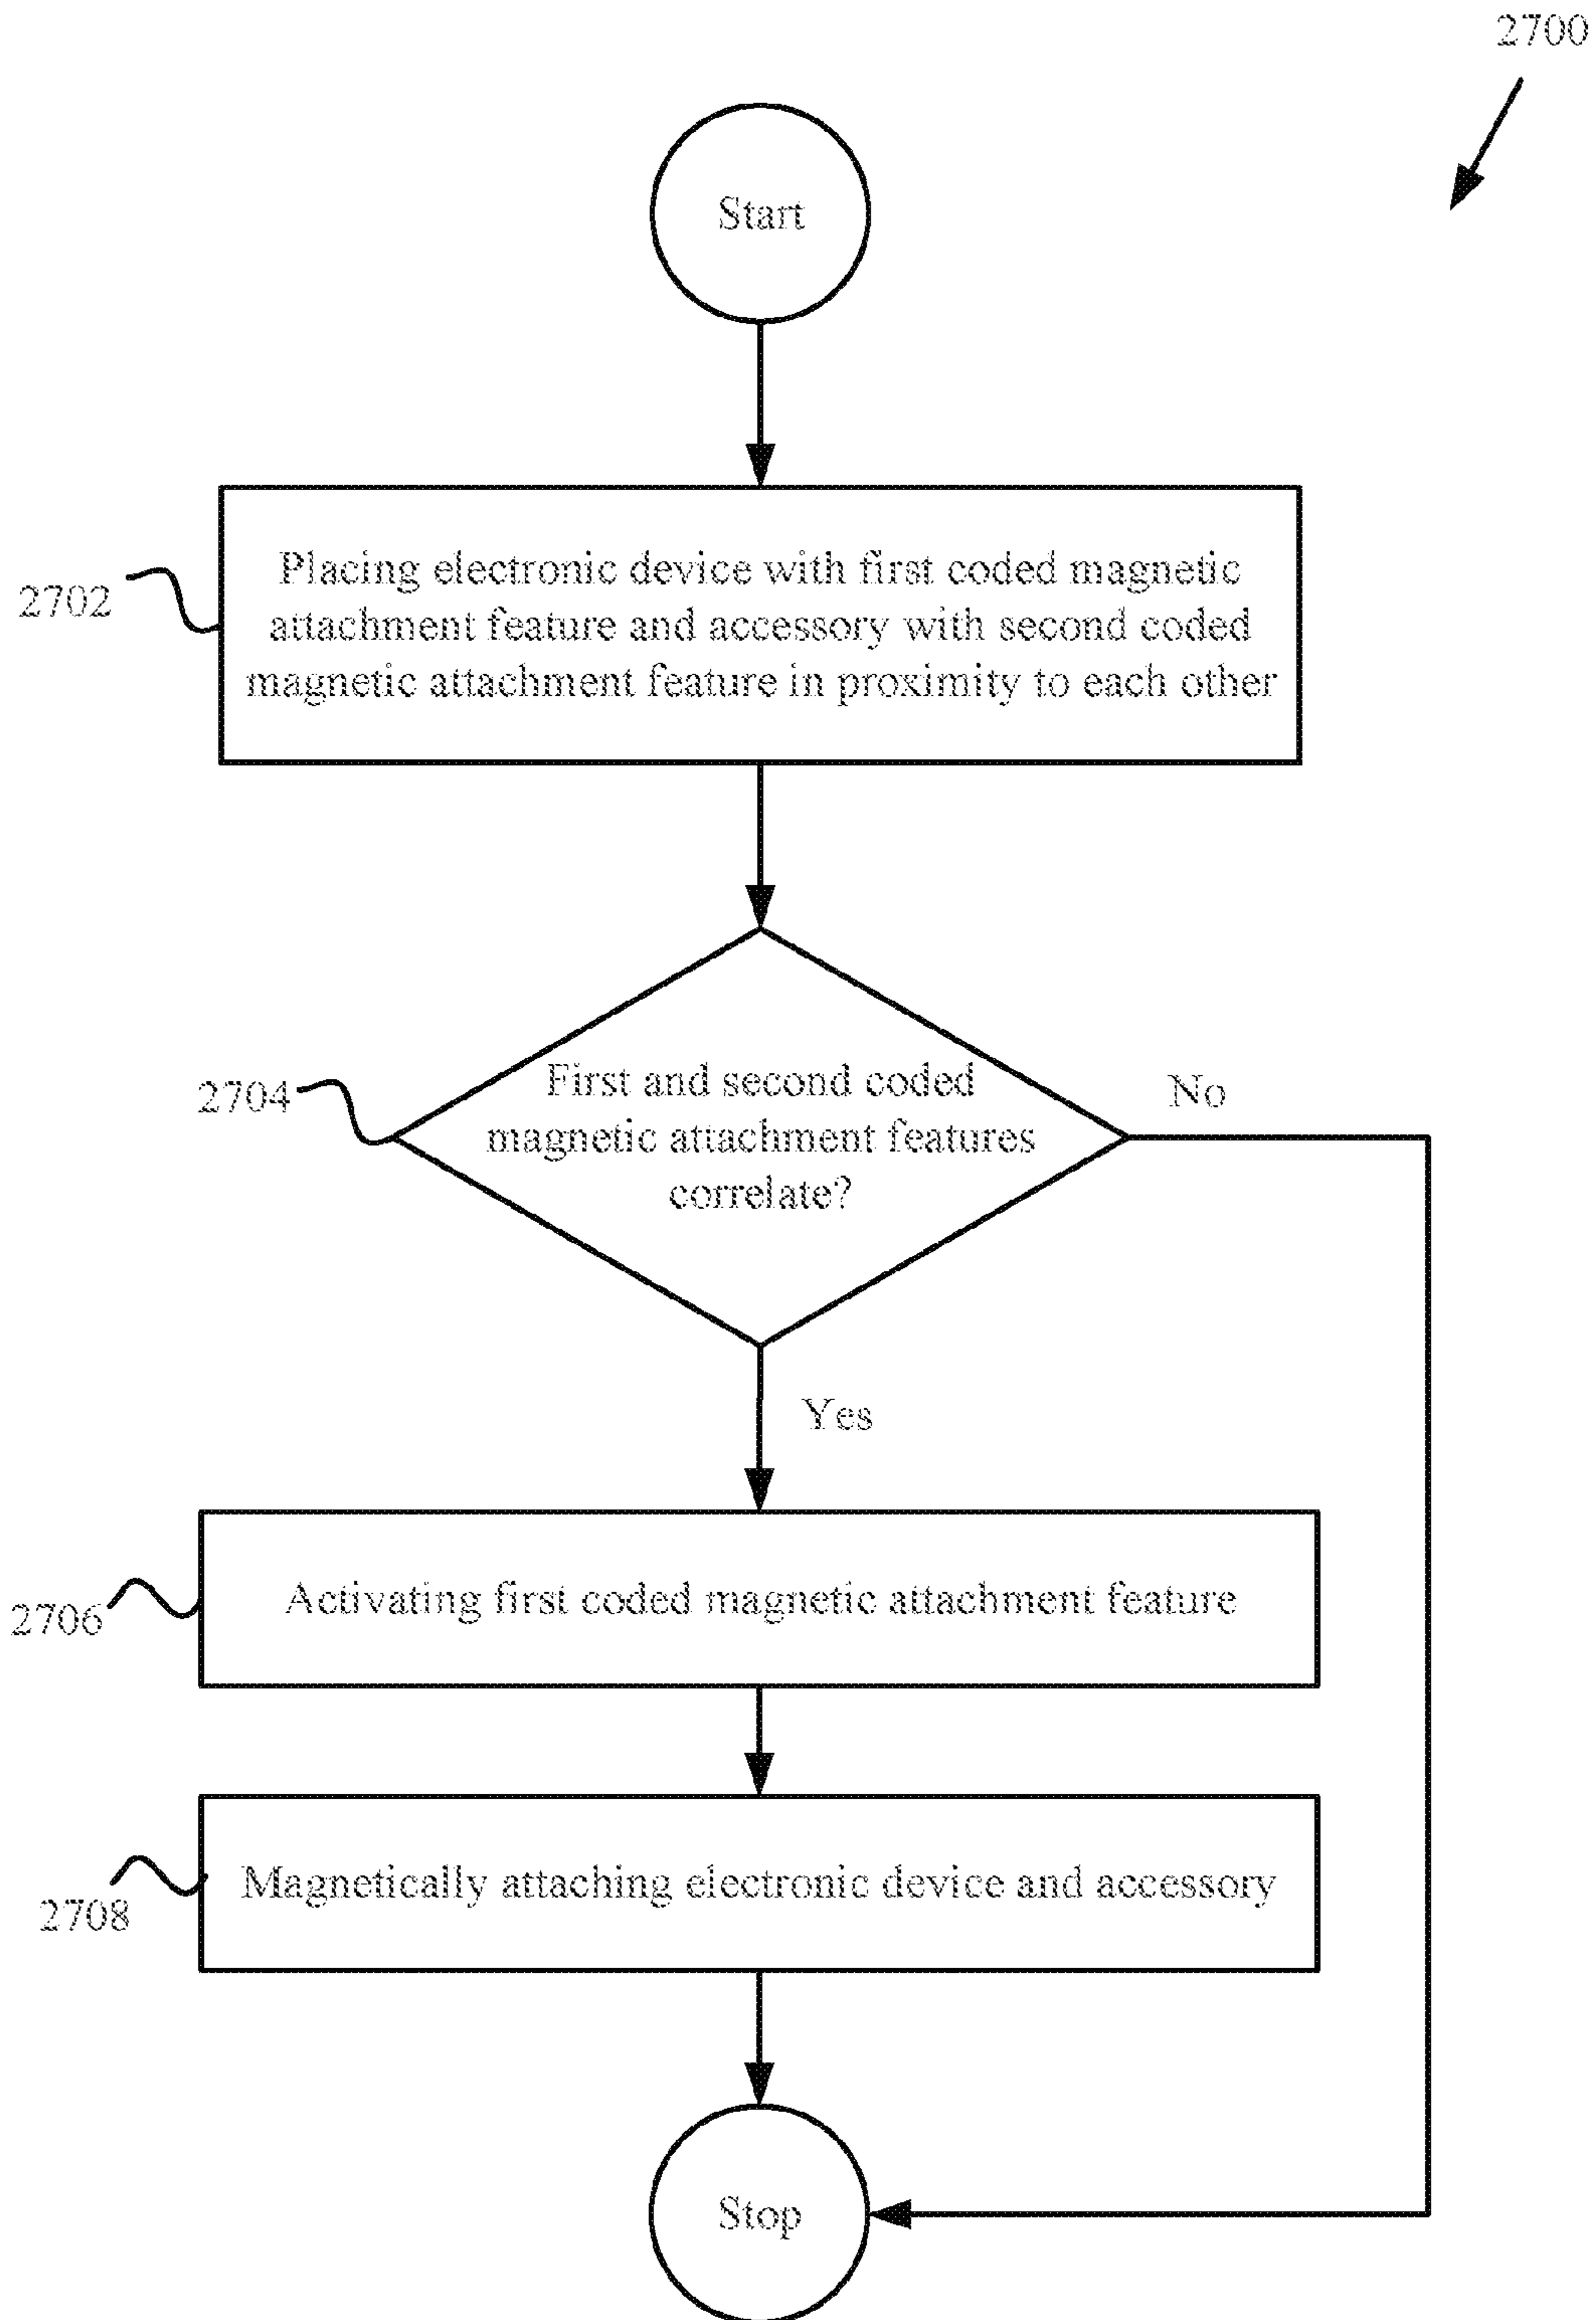 2700
Start
2702
Placing electronic device with first coded magnetic
attachment feature and accessory with second coded
magnetic attachment feature in proximity to each other
2704
First and second coded
magnetic attachment features
correlate?
No
Yes
2706
Activating first coded magnetic attachment feature
2708
Magnetically attaching electronic device and accessory
Stop